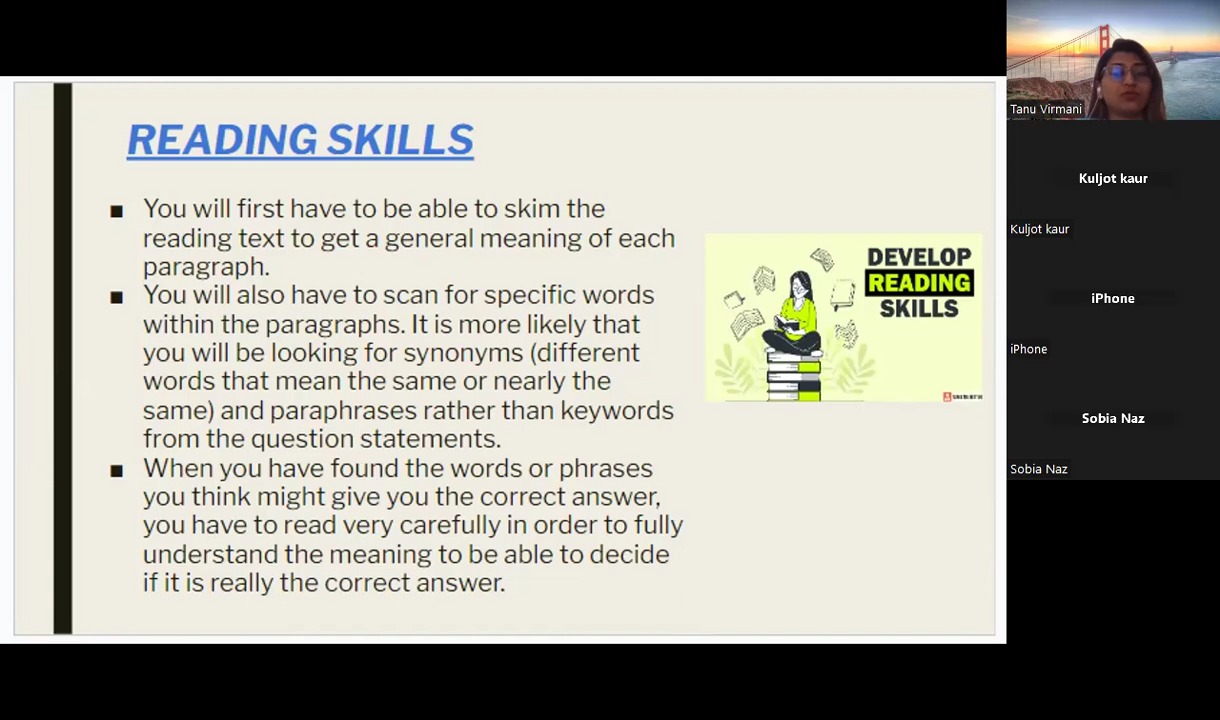 READING SKILLS
■ You will first have to be able to skim the
reading text to get a general meaning of each
paragraph.
■ You will also have to scan for specific words
within the paragraphs. It is more likely that
you will be looking for synonyms (different
words that mean the same or nearly the
same) and paraphrases rather than keywords
from the question statements.
■ When you have found the words or phrases
you think might give you the correct answer,
you have to read very carefully in order to fully
understand the meaning to be able to decide
if it is really the correct answer.
DEVELOP
READING
SKILLS
Tanu Virmani
Kuljot kaur
Kuljot kaur
iPhone
iPhone
Sobia Naz
Sobia Naz